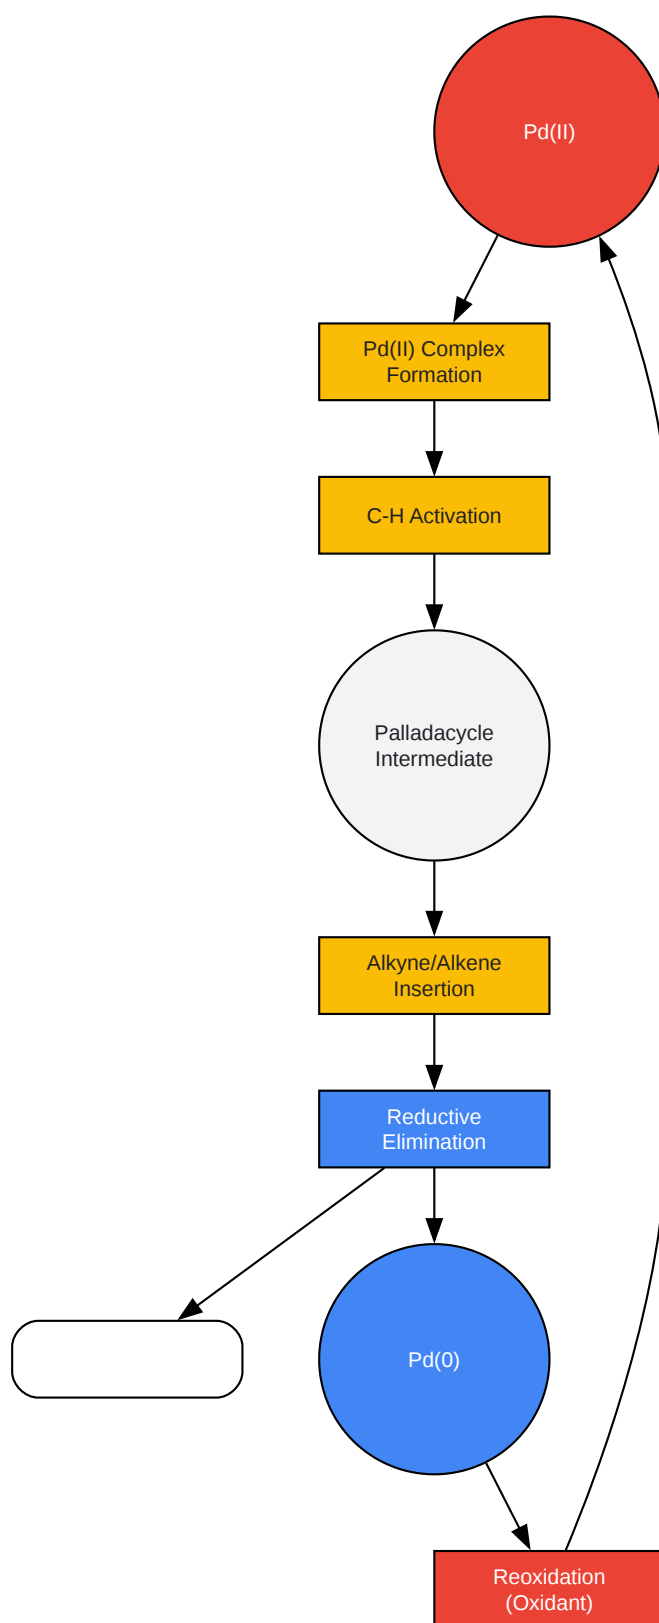 Pd(II)
Pd(II) Complex
Formation
C-H Activation
Palladacycle
Intermediate
Alkyne/Alkene
Insertion
Reductive
Elimination
Pd(0)
Reoxidation
(Oxidant)